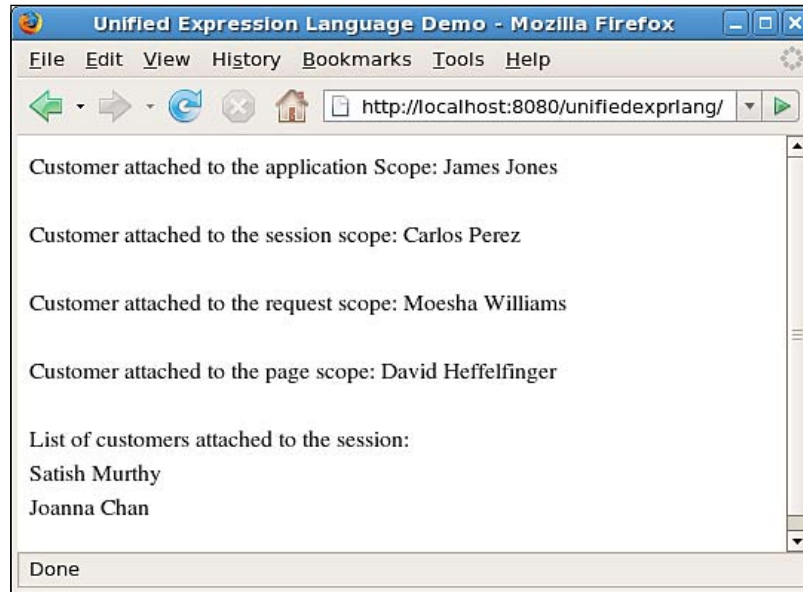 Unified Expression Language Demo - Mozilla Firefox
File Edit View History Bookmarks Tools Help
http://localhost:8080/unifiedexprlang/
Customer attached to the application Scope: James Jones
Customer attached to the session scope: Carlos Perez
Customer attached to the request scope: Moesha Williams
Customer attached to the page scope: David Heffelfinger
List of customers attached to the session:
Satish Murthy
Joanna Chan
Done